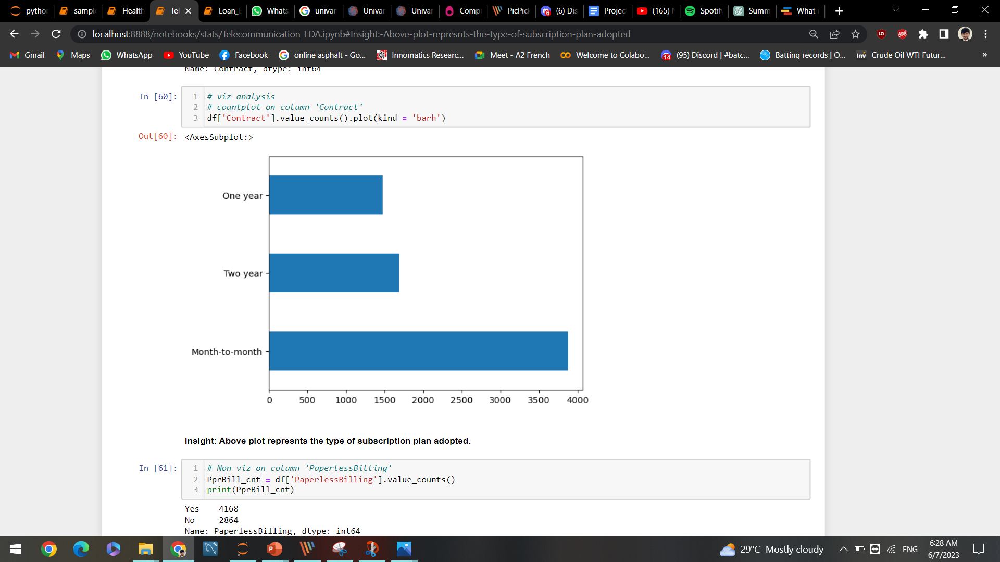 pythor sampl Health Tel Loan_E Whats univar Univar Univar Comp PicPick (6) Dis Projec (165) Spotify Summ What i
localhost:8888/notebooks/stats/Telecommunication_EDA.ipynb#Insight:-Above-plot-represnts-the-type-of-subscription-plan-adopted
Gmail Maps WhatsApp YouTube Facebook online asphalt - Go... Innomatics Researc... Meet - A2 French Welcome to Colabo... (95) Discord | #batc... Batting records | O... Crude Oil WTI Futur... »
Name: Contract, dtype: int64
In [60]:
1 # viz analysis
2 # countplot on column 'Contract'
3 df['Contract'].value_counts().plot(kind = 'barh')
Out[60]: <AxesSubplot:>
One year
Two year
Month-to-month
0 500 1000 1500 2000 2500 3000 3500 4000
Insight: Above plot represnts the type of subscription plan adopted.
In [61]:
1 # Non viz on column 'PaperlessBilling'
2 PprBill_cnt = df['PaperlessBilling'].value_counts()
3 print(PprBill_cnt)
Yes 4168
No 2864
Name: PaperlessBilling, dtype: int64
29°C Mostly cloudy ENG 6:28 AM
6/7/2023